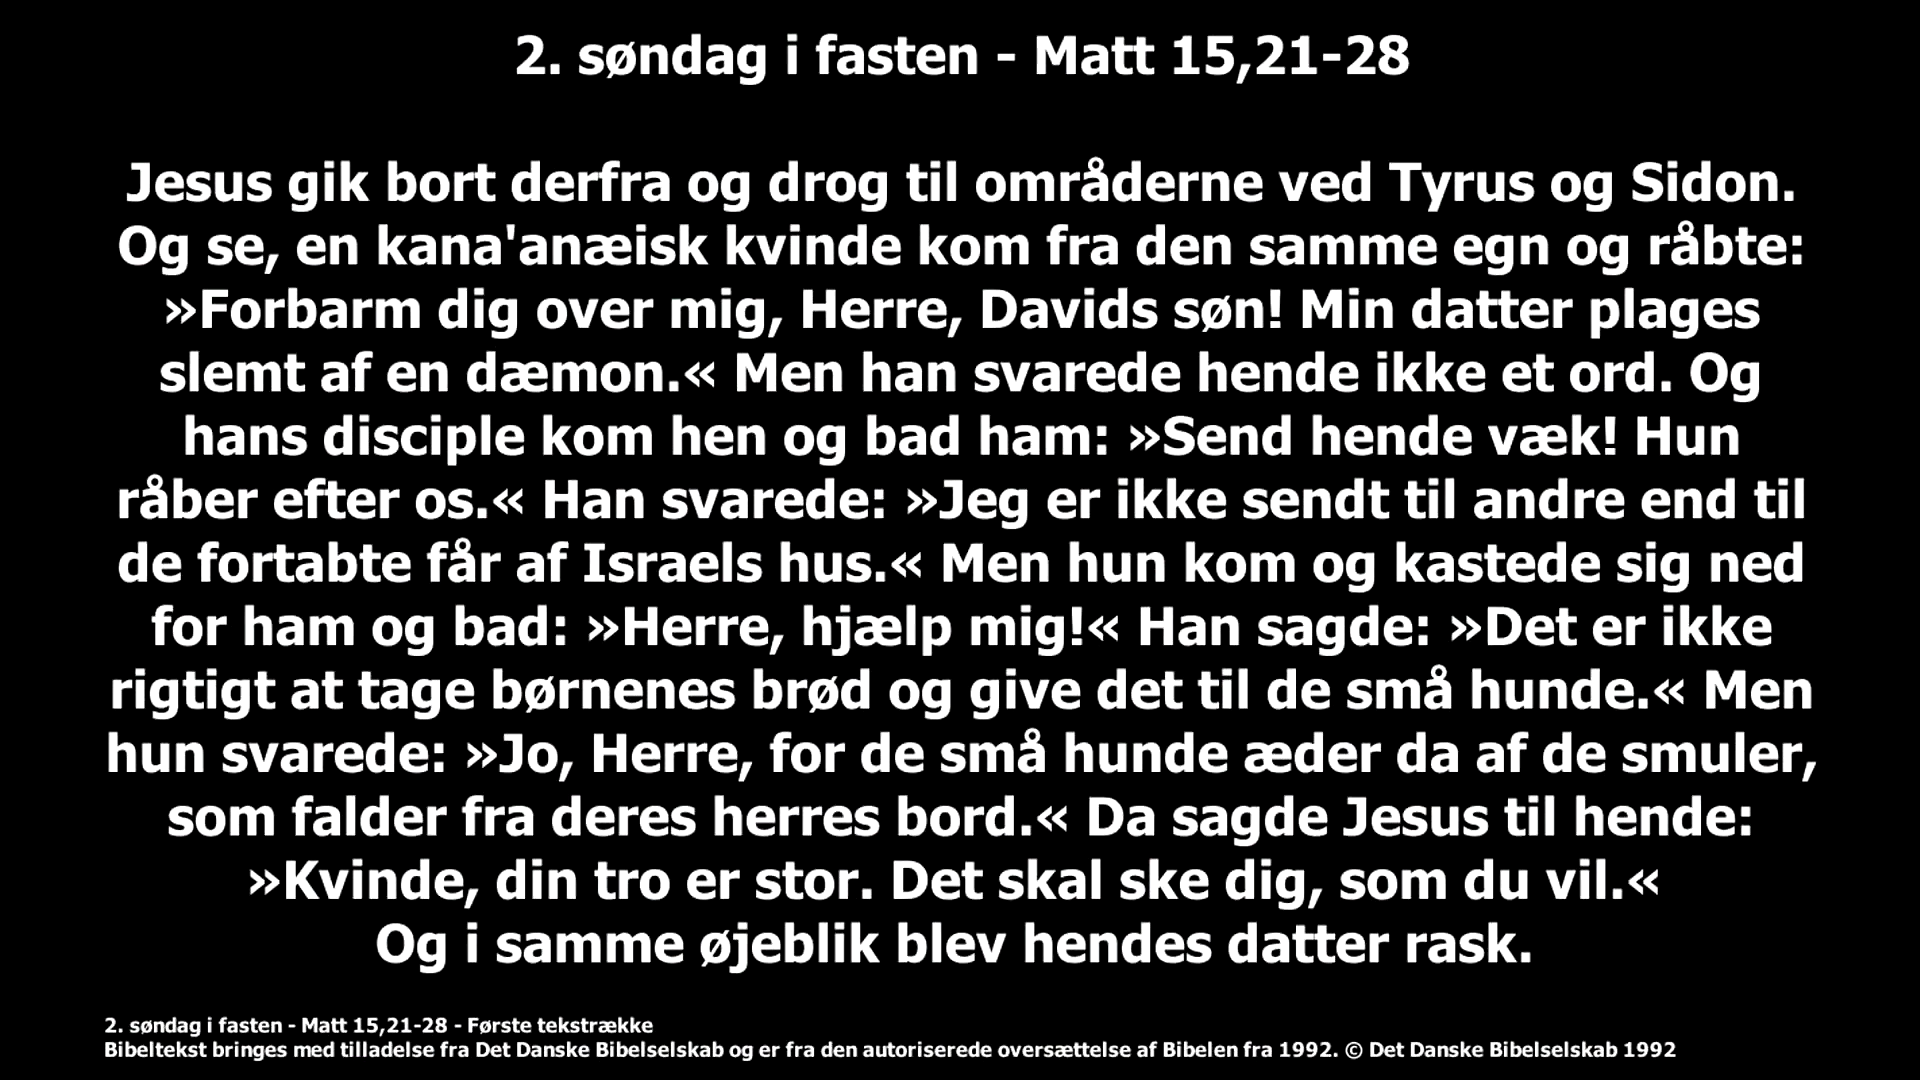 2. søndag i fasten - Matt 15,21-28
Jesus gik bort derfra og drog til områderne ved Tyrus og Sidon.
Og se, en kana'anæisk kvinde kom fra den samme egn og råbte:
»Forbarm dig over mig, Herre, Davids søn! Min datter plages
slemt af en dæmon.« Men han svarede hende ikke et ord. Og
hans disciple kom hen og bad ham: »Send hende væk! Hun
råber efter os.« Han svarede: »Jeg er ikke sendt til andre end til
de fortabte får af Israels hus.« Men hun kom og kastede sig ned
for ham og bad: »Herre, hjælp mig!« Han sagde: »Det er ikke
rigtigt at tage børnenes brød og give det til de små hunde.« Men
hun svarede: »Jo, Herre, for de små hunde æder da af de smuler,
som falder fra deres herres bord.« Da sagde Jesus til hende:
»Kvinde, din tro er stor. Det skal ske dig, som du vil.«
Og i samme øjeblik blev hendes datter rask.
2. søndag i fasten - Matt 15,21-28 - Første tekstrække
Bibeltekst bringes med tilladelse fra Det Danske Bibelselskab og er fra den autoriserede oversættelse af Bibelen fra 1992. © Det Danske Bibelselskab 1992